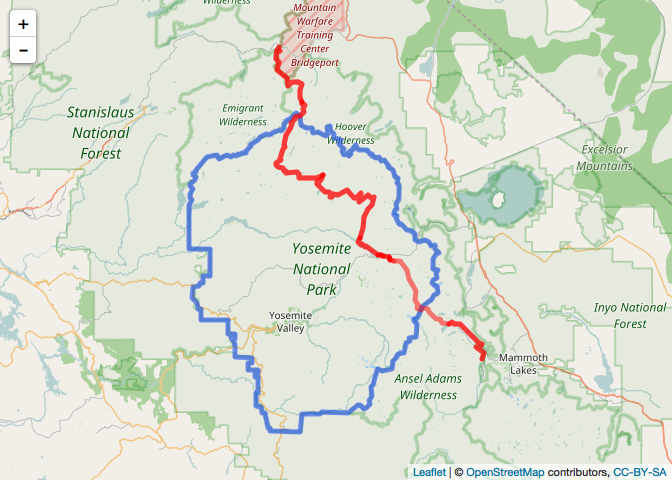 Wilderness
Mountain
Warfare
Training
Center
Bridgeport
+
−
Stanislaus
National
Forest
Emigrant
Wilderness
Hoover
Wilderness
Excelsior
Mountains
Yosemite
National
Park
Yosemite
Valley
Inyo National
Forest
Mammoth
Lakes
Ansel Adams
Wilderness
Leaflet | © OpenStreetMap contributors, CC-BY-SA